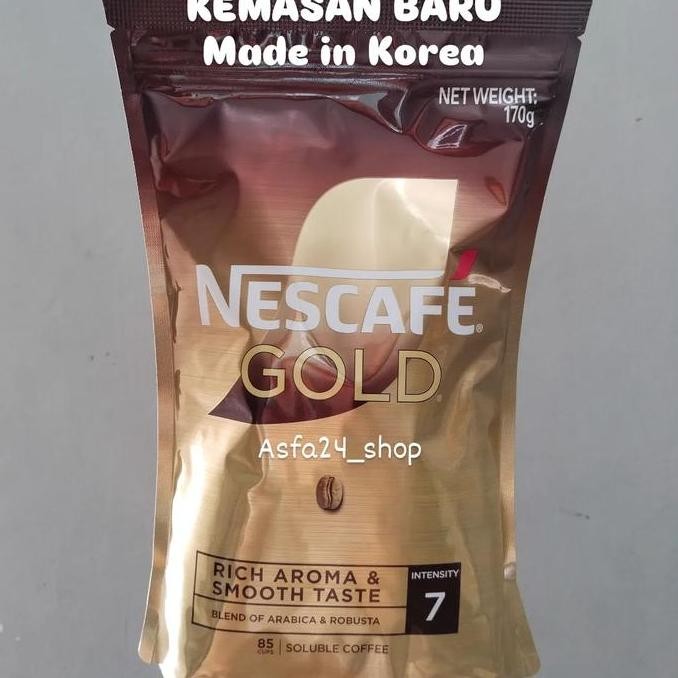 KEMASAN BARU
Made in Korea
NET WEIGHT:
170g
NESCAFÉ®
GOLD®
Asfa24_shop
RICH AROMA &
SMOOTH TASTE
BLEND OF ARABICA & ROBUSTA
INTENSITY
7
85
CUPS
SOLUBLE COFFEE